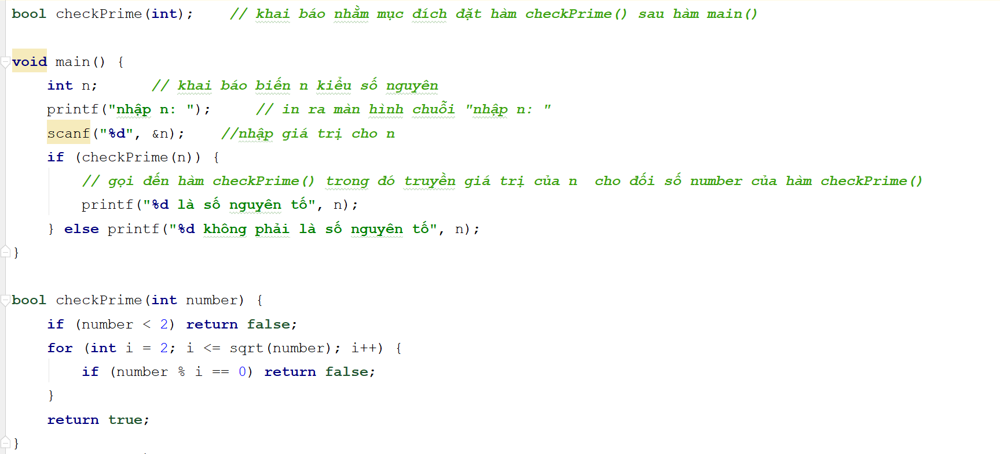 bool checkPrime(int);    // khai báo nhằm mục đích đặt hàm checkPrime() sau hàm main()
void main() {
    int n;      // khai báo biến n kiểu số nguyên
    printf("nhập n: ");     // in ra màn hình chuỗi "nhập n: "
    scanf("%d", &n);    //nhập giá trị cho n
    if (checkPrime(n)) {
        // gọi đến hàm checkPrime() trong đó truyền giá trị của n  cho đối số number của hàm checkPrime()
        printf("%d là số nguyên tố", n);
    } else printf("%d không phải là số nguyên tố", n);
}
bool checkPrime(int number) {
    if (number < 2) return false;
    for (int i = 2; i <= sqrt(number); i++) {
        if (number % i == 0) return false;
    }
    return true;
}